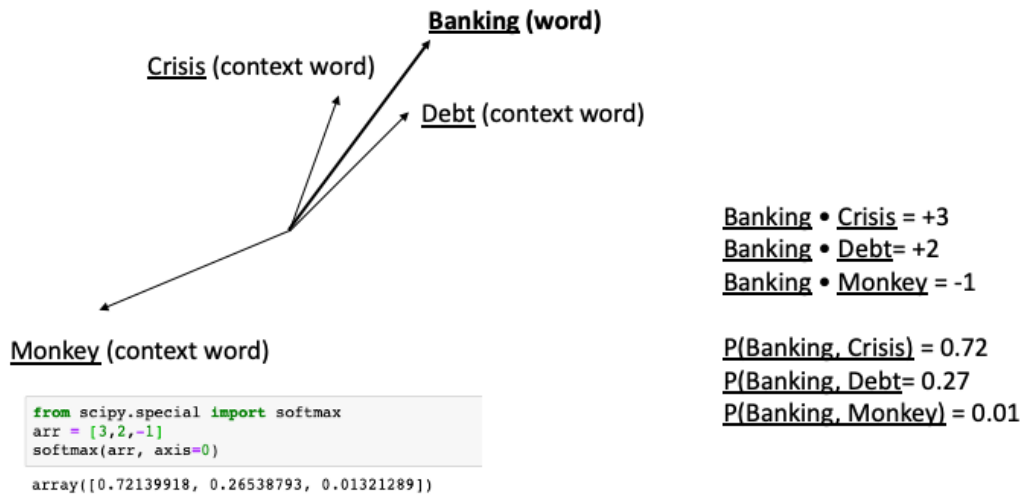 Banking (word)
Crisis (context word)
Debt (context word)
Monkey (context word)
Banking • Crisis = +3
Banking • Debt= +2
Banking • Monkey = -1
P(Banking, Crisis) = 0.72
P(Banking, Debt= 0.27
P(Banking, Monkey) = 0.01
from scipy.special import softmax
arr = [3,2,-1]
softmax(arr, axis=0)
array([0.72139918, 0.26538793, 0.01321289])